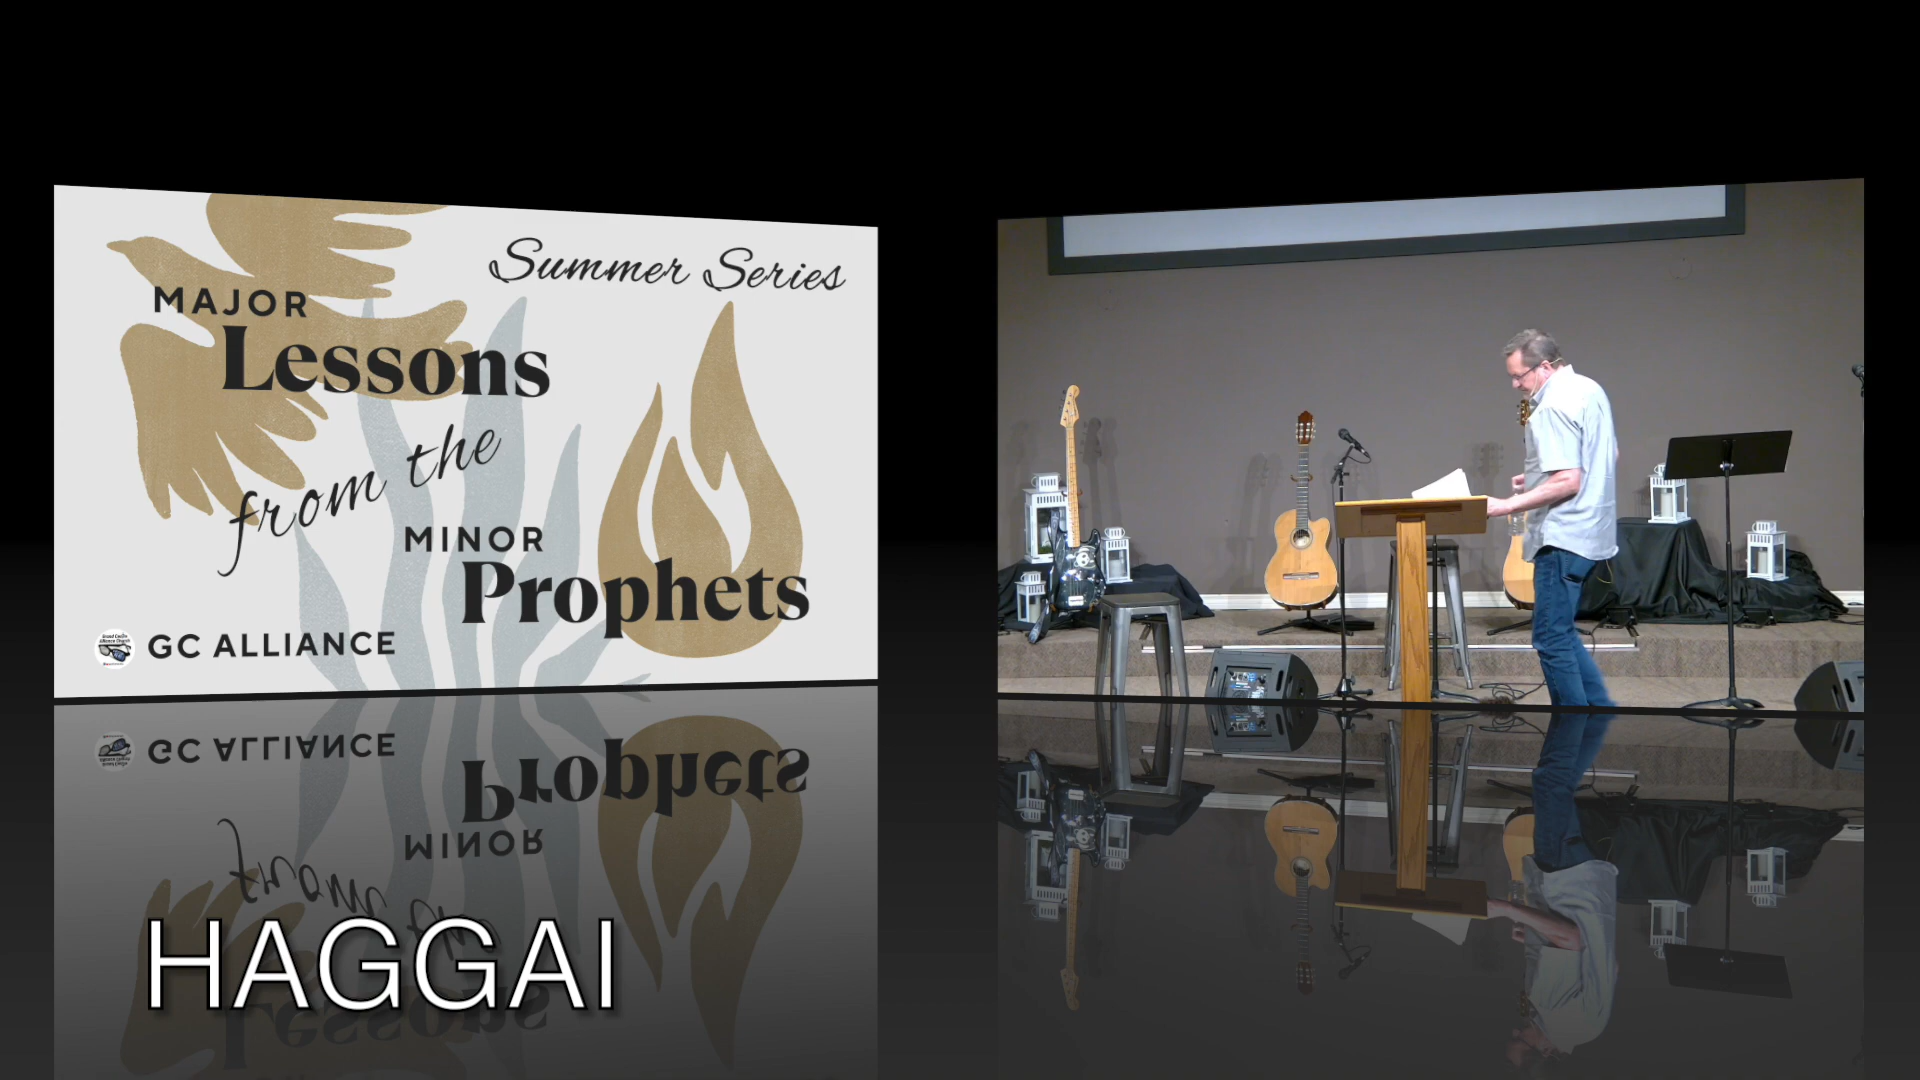 Summer Series
MAJOR
Lessons
from the
MINOR
Prophets
GC ALLIANCE
HAGGAI